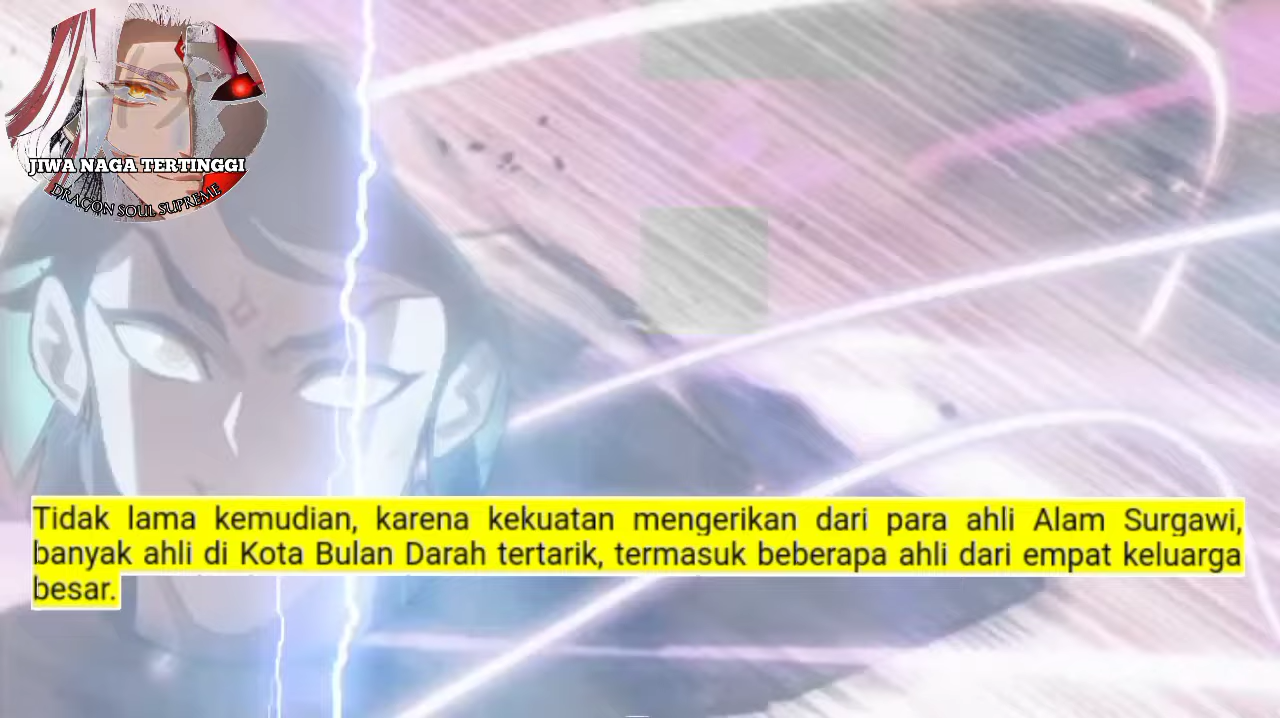 JIWA NAGA TERTINGGI
DRAGON SOUL SUPREME
Tidak lama kemudian, karena kekuatan mengerikan dari para ahli Alam Surgawi,
banyak ahli di Kota Bulan Darah tertarik, termasuk beberapa ahli dari empat keluarga
besar.